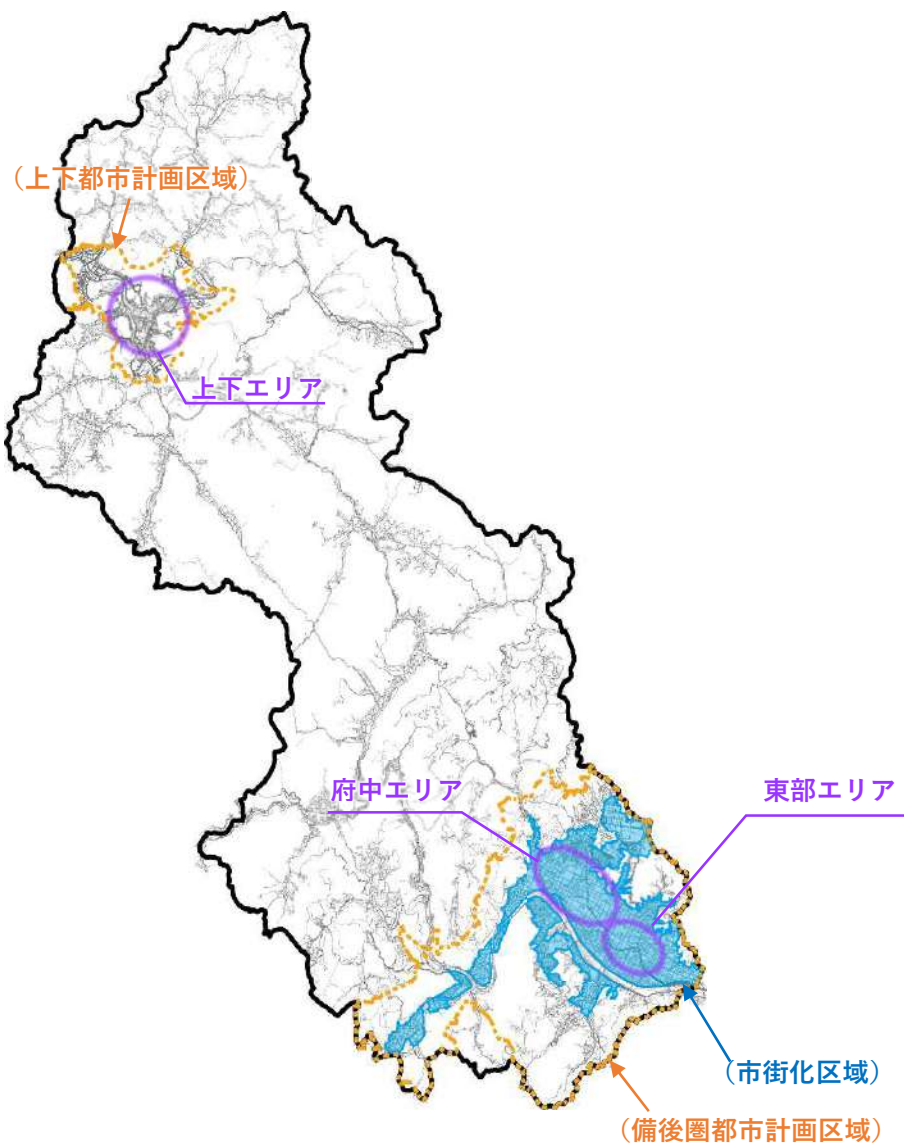 （上下都市計画区域）
上下エリア
府中エリア
東部エリア
（市街化区域）
（備後圏都市計画区域）